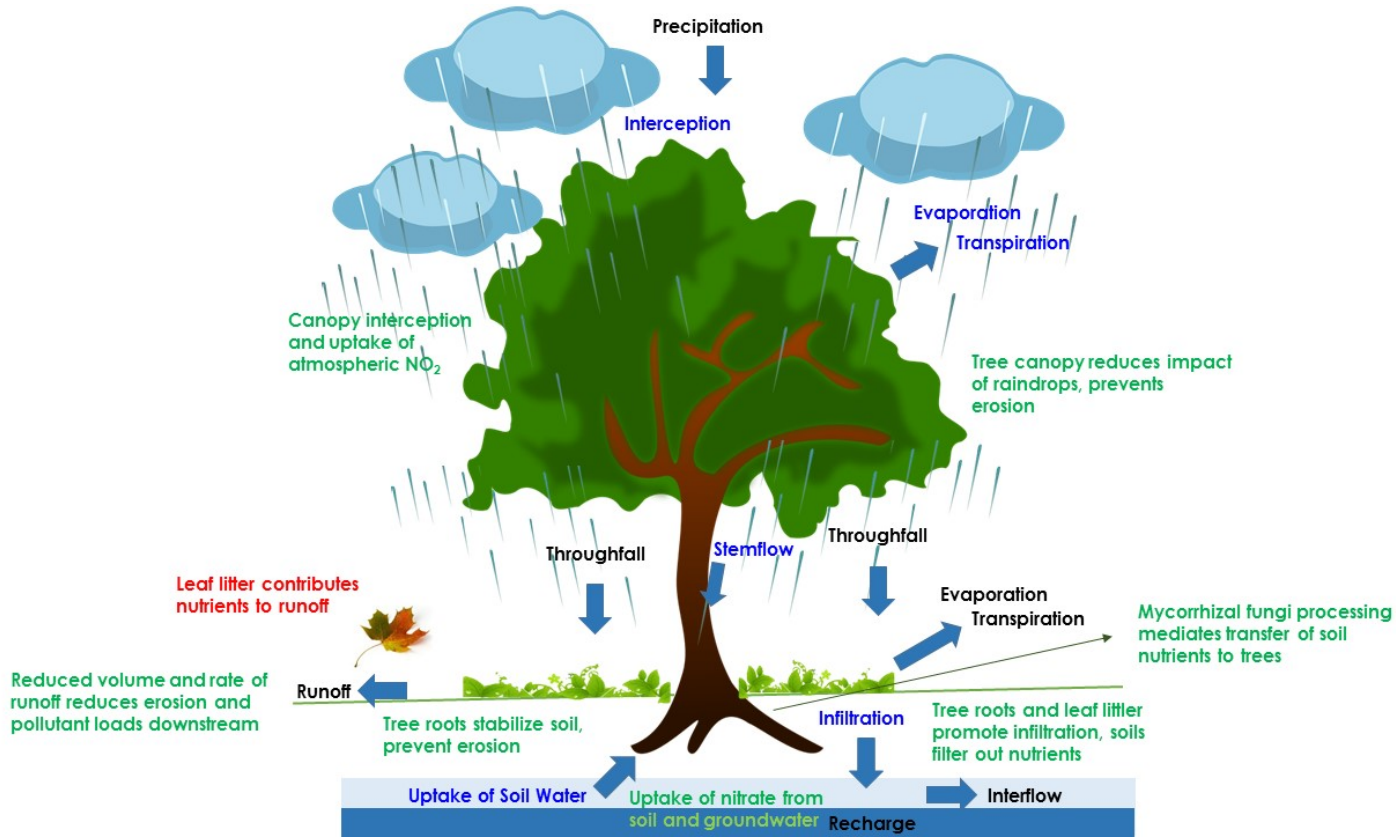 Precipitation
Interception
Evaporation
Transpiration
Canopy interception
and uptake of
atmospheric NO₂
Tree canopy reduces impact
of raindrops, prevents
erosion
Throughfall
Stemflow
Throughfall
Leaf litter contributes
nutrients to runoff
Evaporation
Transpiration
Mycorrhizal fungi processing
mediates transfer of soil
nutrients to trees
Reduced volume and rate of
runoff reduces erosion and
pollutant loads downstream
Runoff
Tree roots stabilize soil,
prevent erosion
Infiltration
Tree roots and leaf littler
promote infiltration, soils
filter out nutrients
Uptake of Soil Water
Uptake of nitrate from
soil and groundwater
Interflow
Recharge